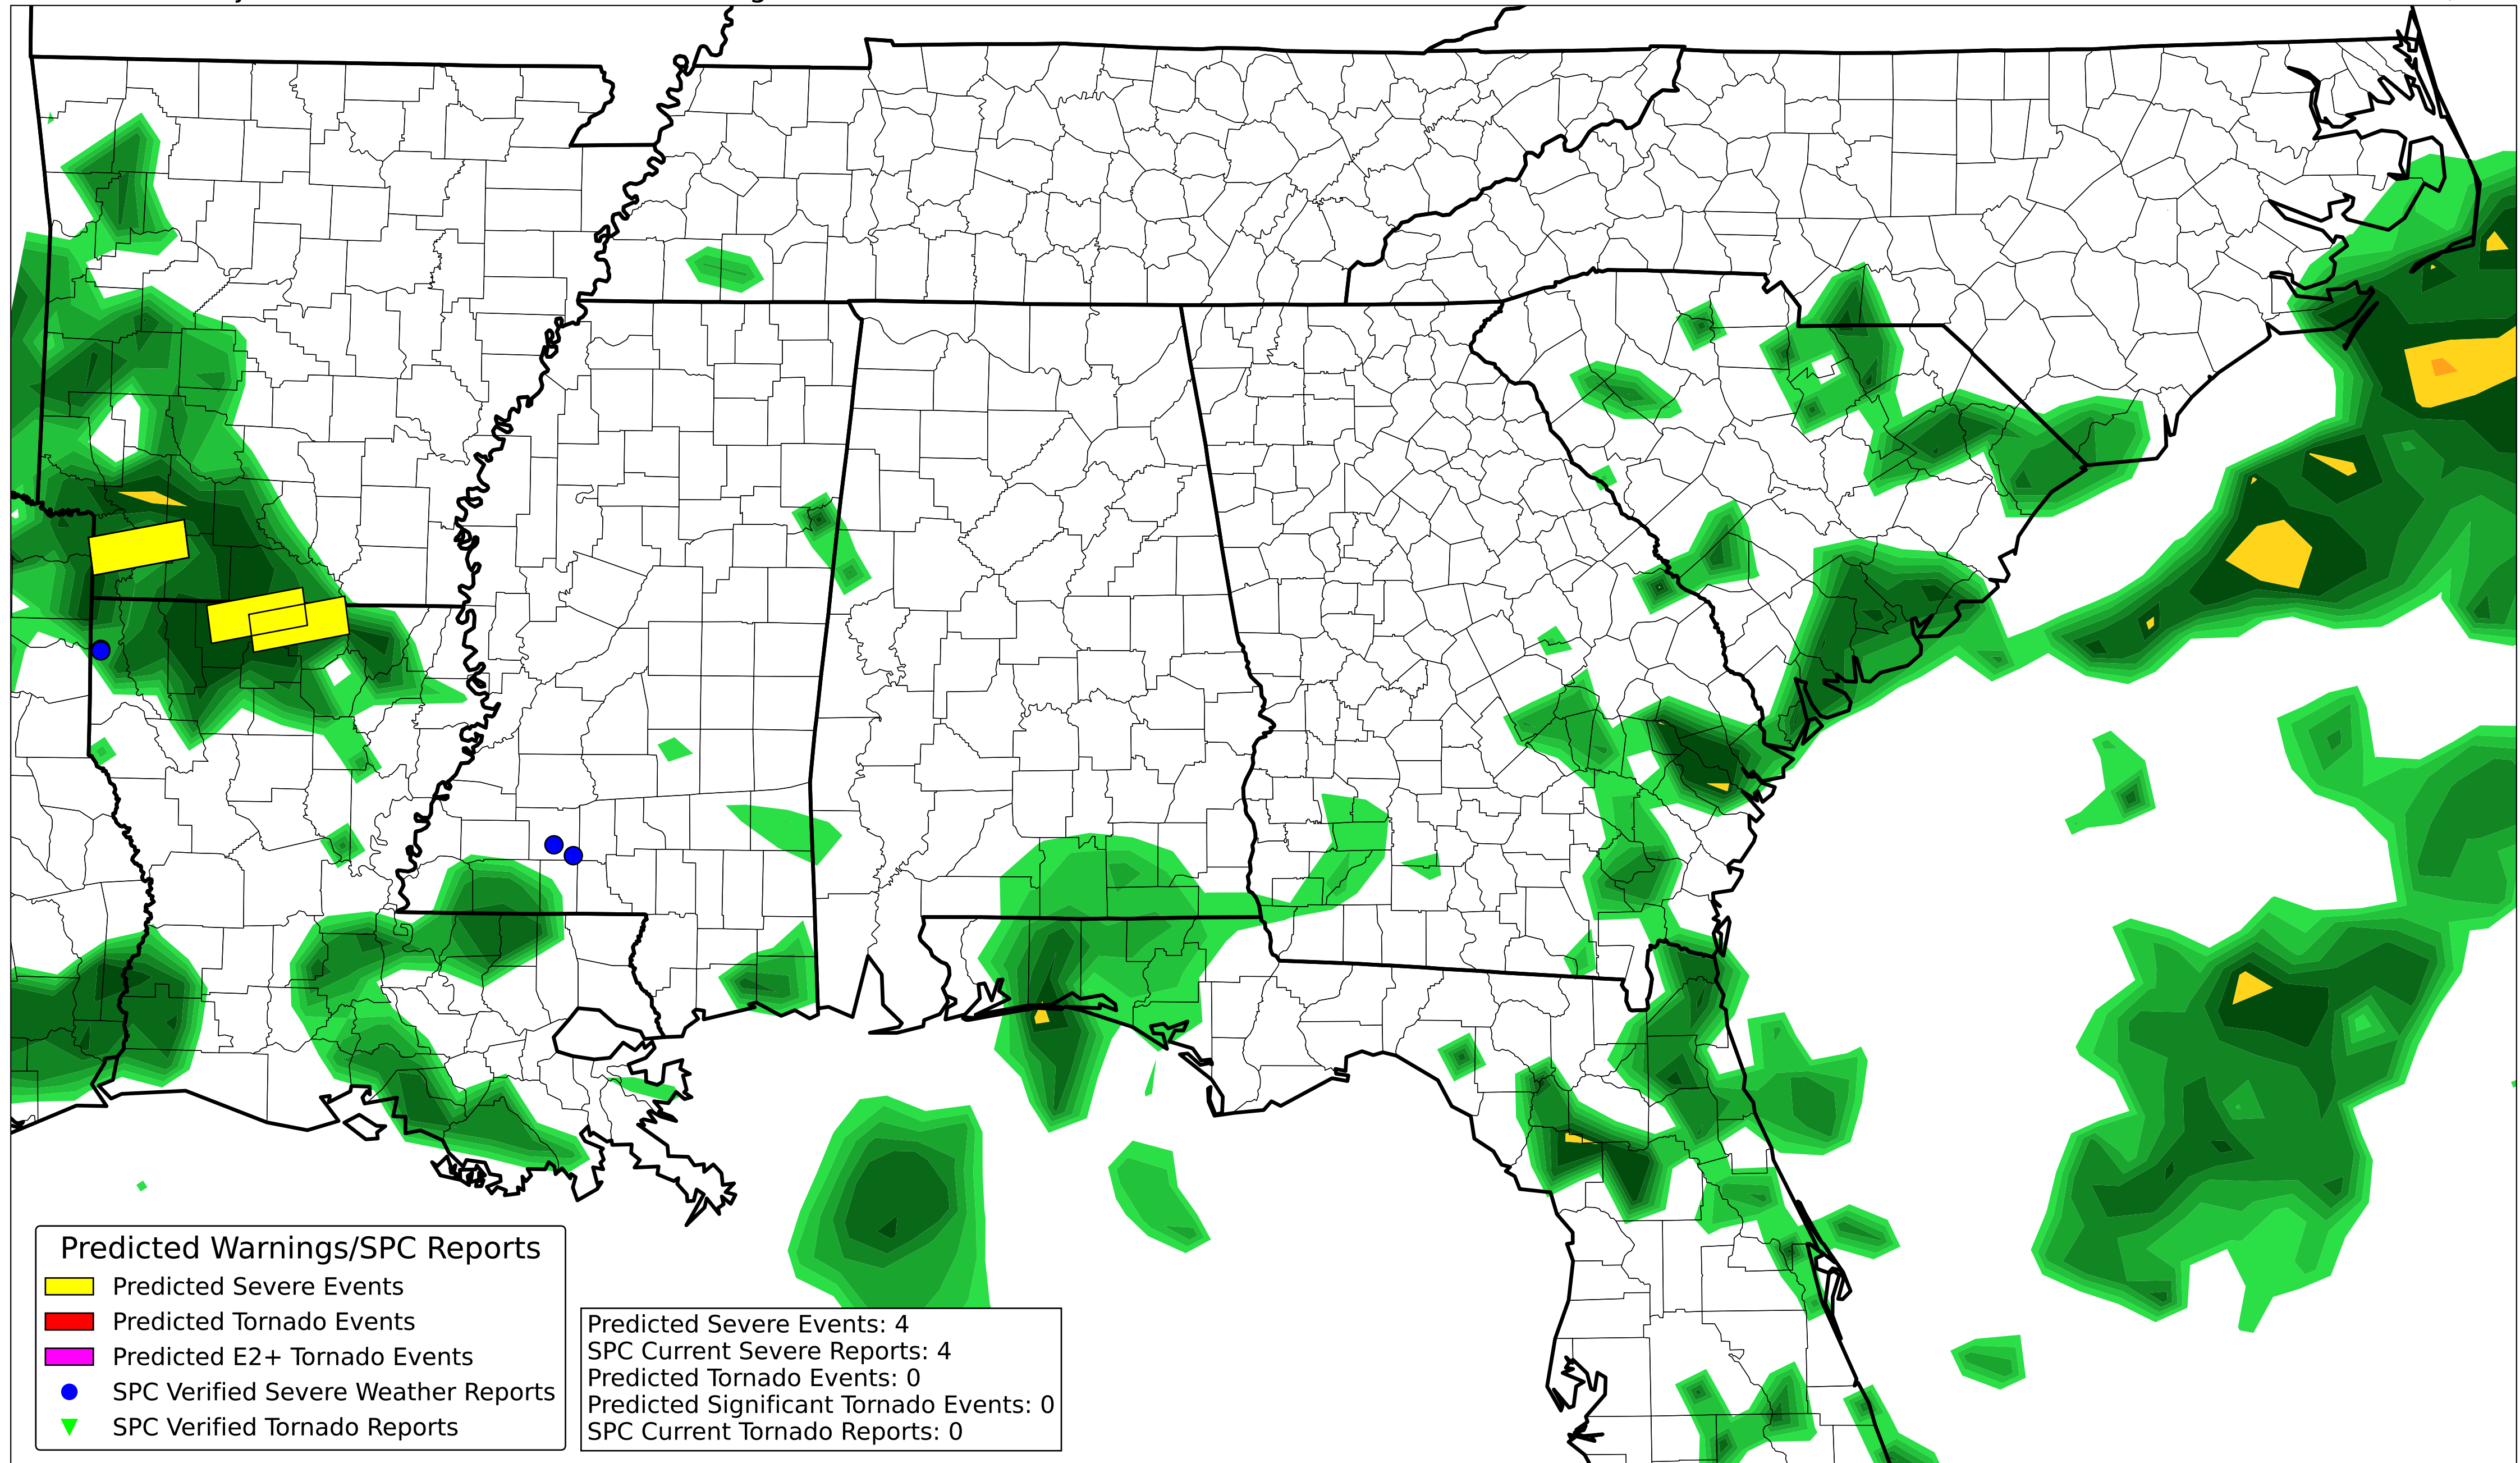 Predicted Warnings/SPC Reports
Predicted Severe Events
Predicted Tornado Events
Predicted E2+ Tornado Events
SPC Verified Severe Weather Reports
SPC Verified Tornado Reports
Predicted Severe Events: 4
SPC Current Severe Reports: 4
Predicted Tornado Events: 0
Predicted Significant Tornado Events: 0
SPC Current Tornado Reports: 0